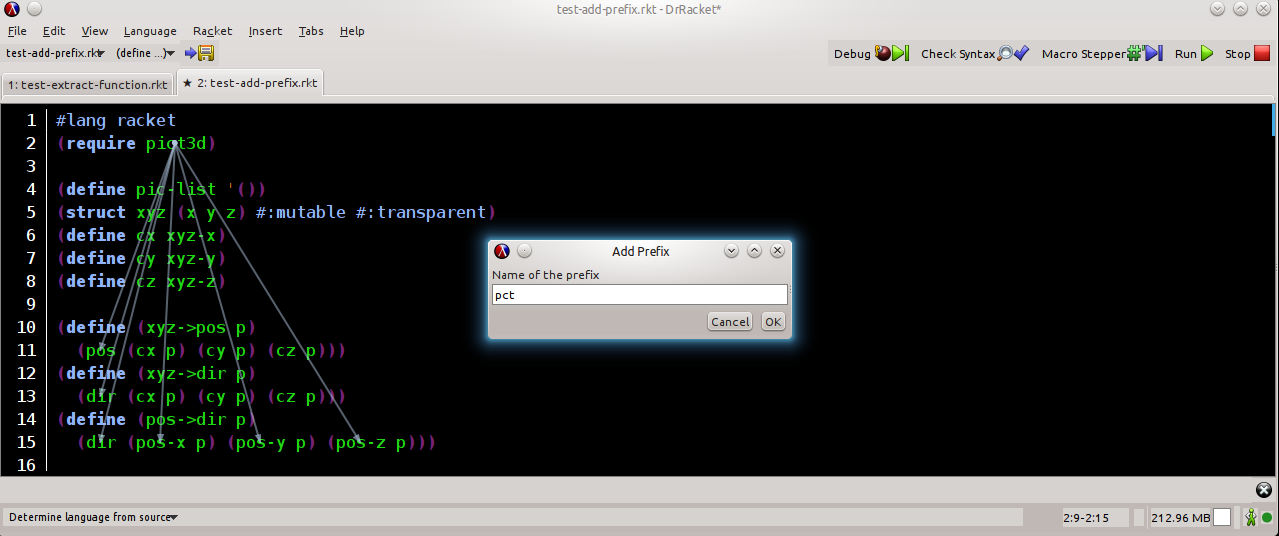 test-add-prefix.rkt - DrRacket*
File Edit View Language Racket Insert Tabs Help
test-add-prefix.rkt (define ...) Debug Check Syntax Macro Stepper Run Stop
1: test-extract-function.rkt ★ 2: test-add-prefix.rkt
1 #lang racket
2 (require pict3d)
3
4 (define pic-list '())
5 (struct xyz (x y z) #:mutable #:transparent)
6 (define cx xyz-x)
7 (define cy xyz-y)
8 (define cz xyz-z)
9
10 (define (xyz->pos p)
11 (pos (cx p) (cy p) (cz p)))
12 (define (xyz->dir p)
13 (dir (cx p) (cy p) (cz p)))
14 (define (pos->dir p)
15 (dir (pos-x p) (pos-y p) (pos-z p)))
16
Add Prefix
Name of the prefix
pct
Cancel OK
Determine language from source 2:9-2:15 212.96 MB